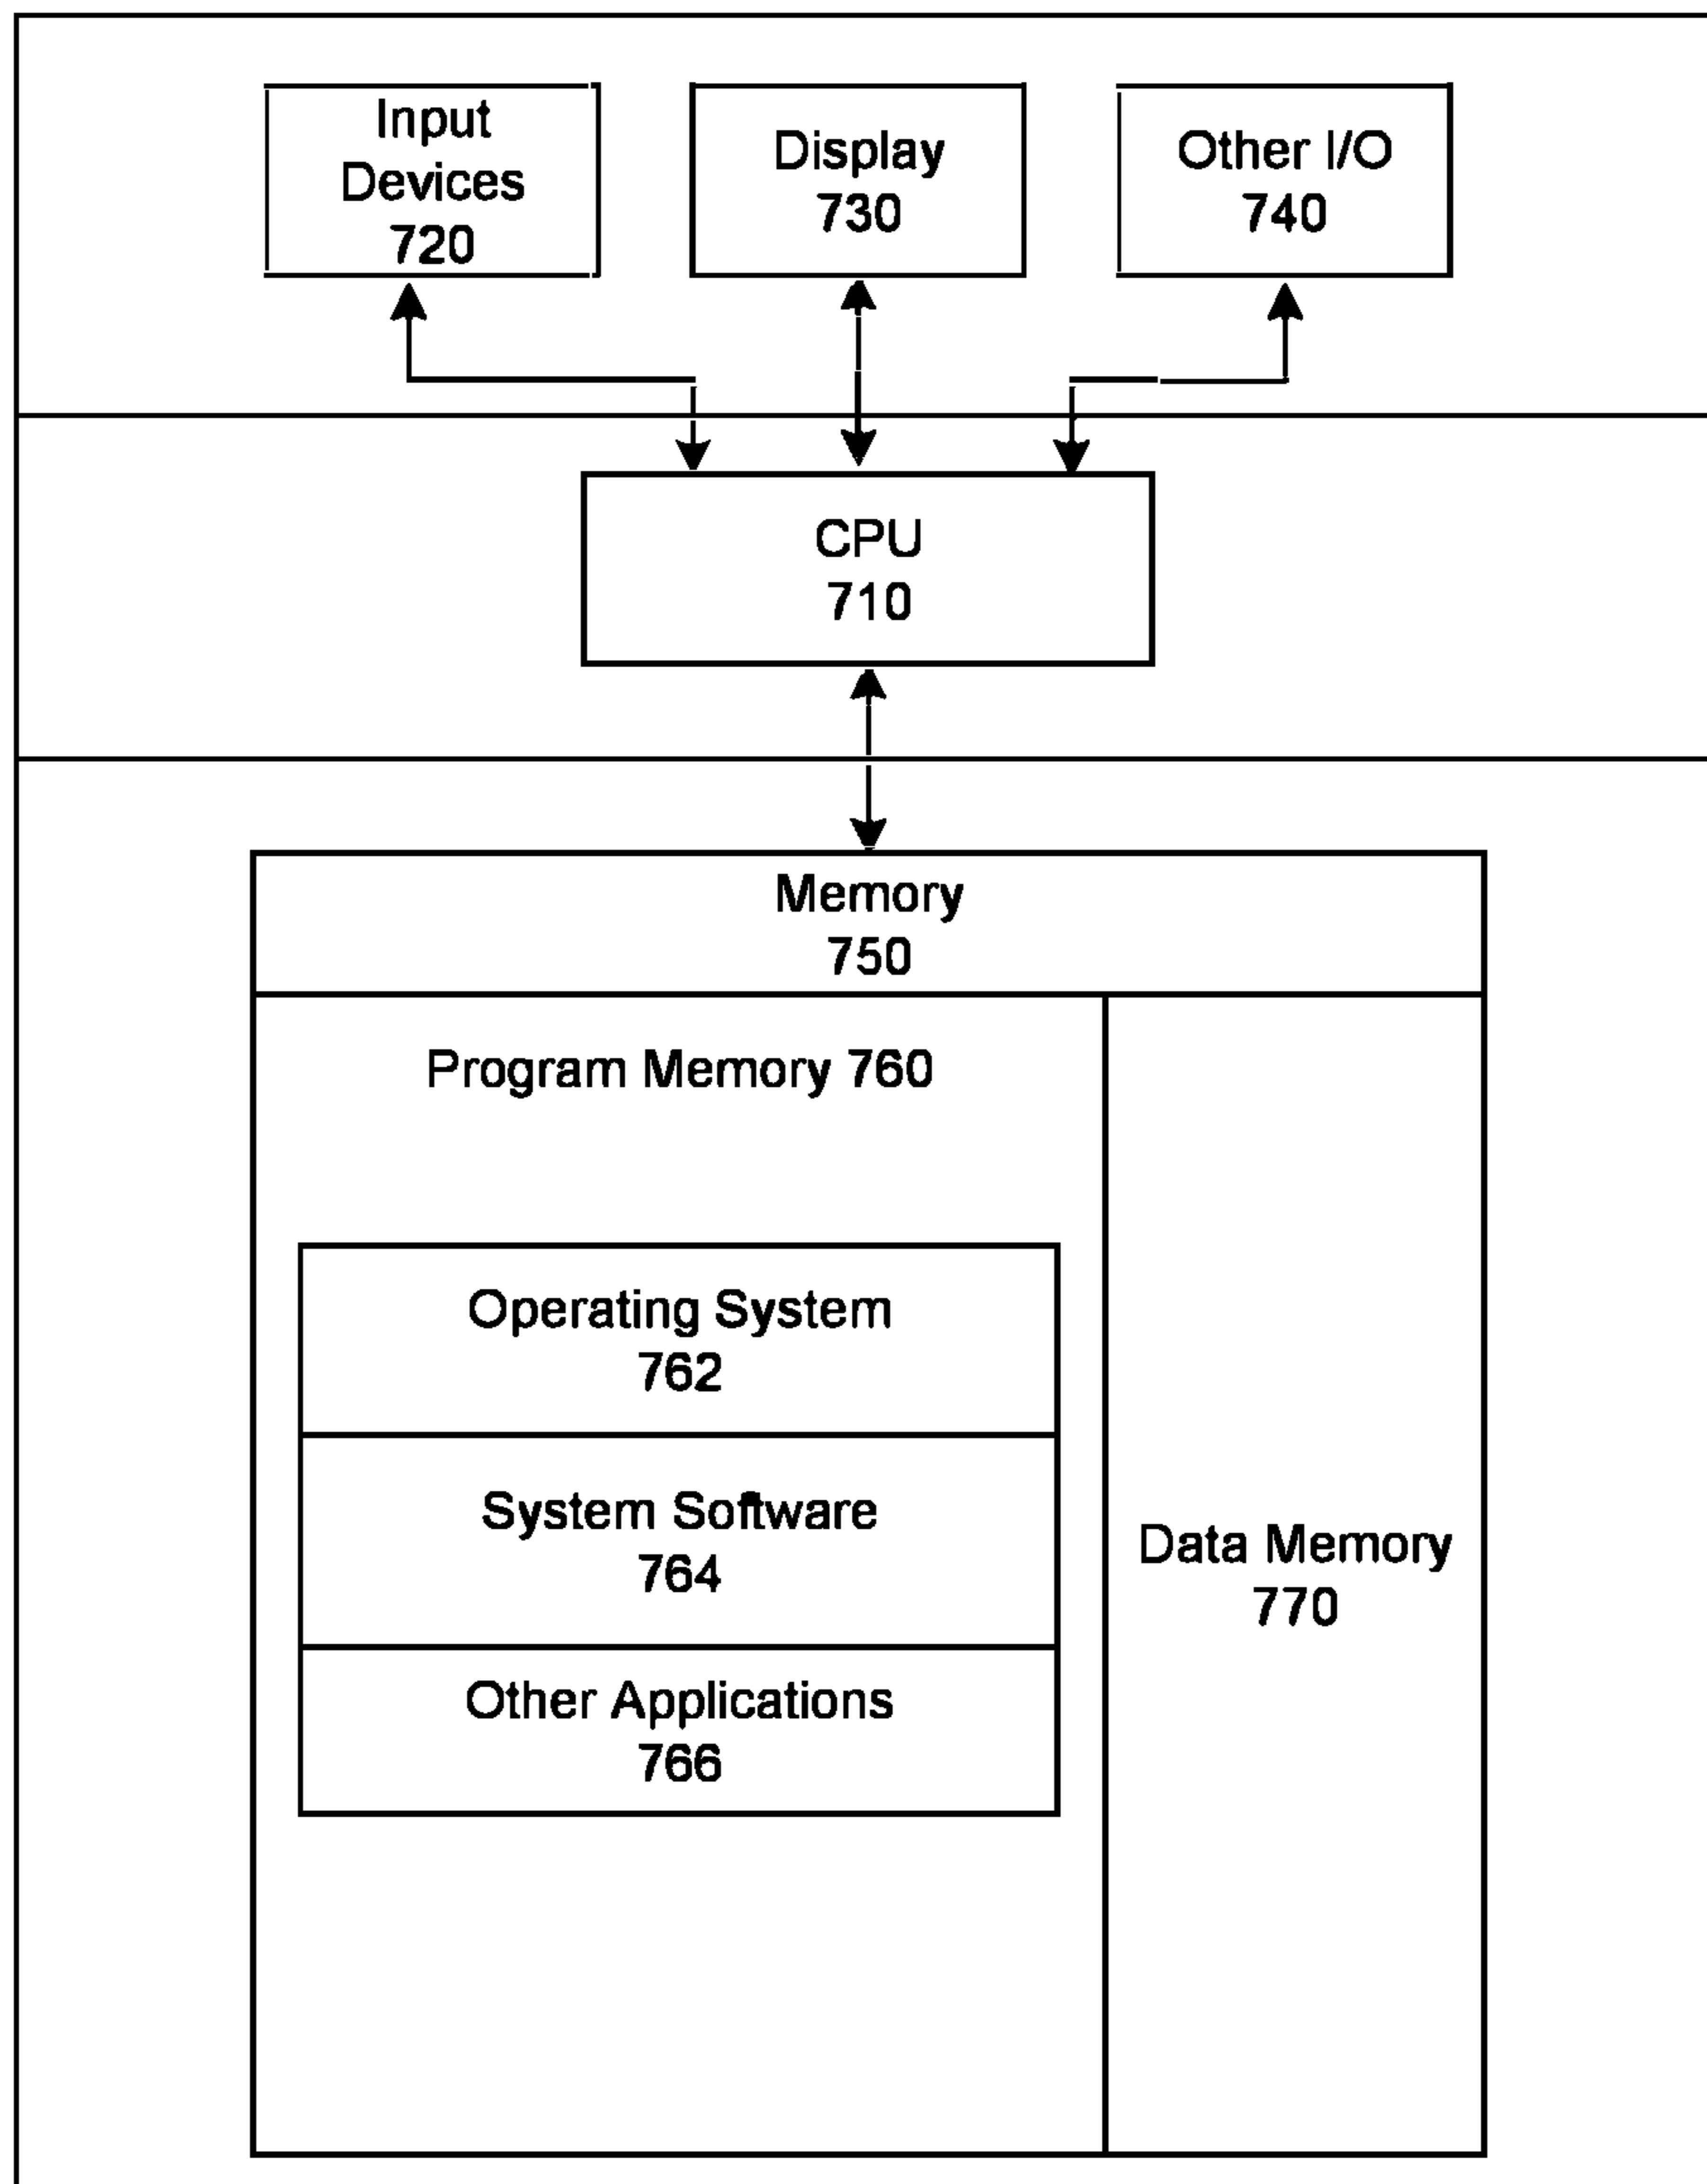 Input
Devices
720
Display
730
Other I/O
740
CPU
710
Memory
750
Program Memory 760
Operating System
762
System Software
764
Other Applications
766
Data Memory
770